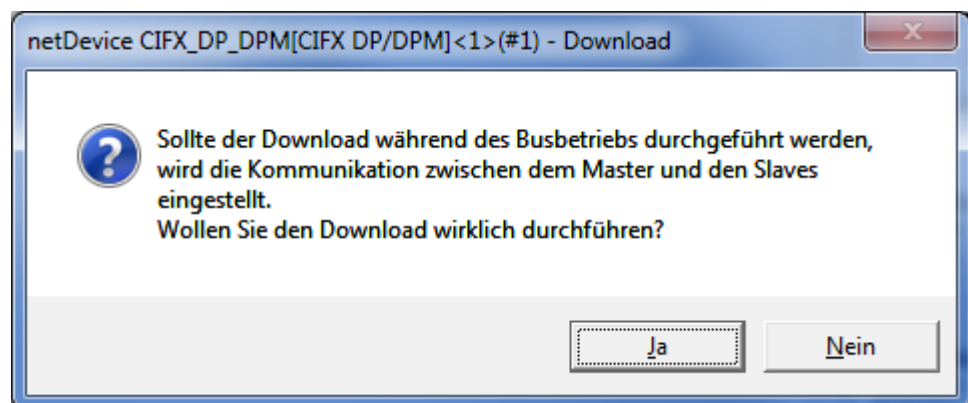 netDevice CIFX_DP_DPM[CIFX DP/DPM]<1>(#1) - Download
Sollte der Download während des Busbetriebs durchgeführt werden,
wird die Kommunikation zwischen dem Master und den Slaves
eingestellt.
Wollen Sie den Download wirklich durchführen?
Ja
Nein